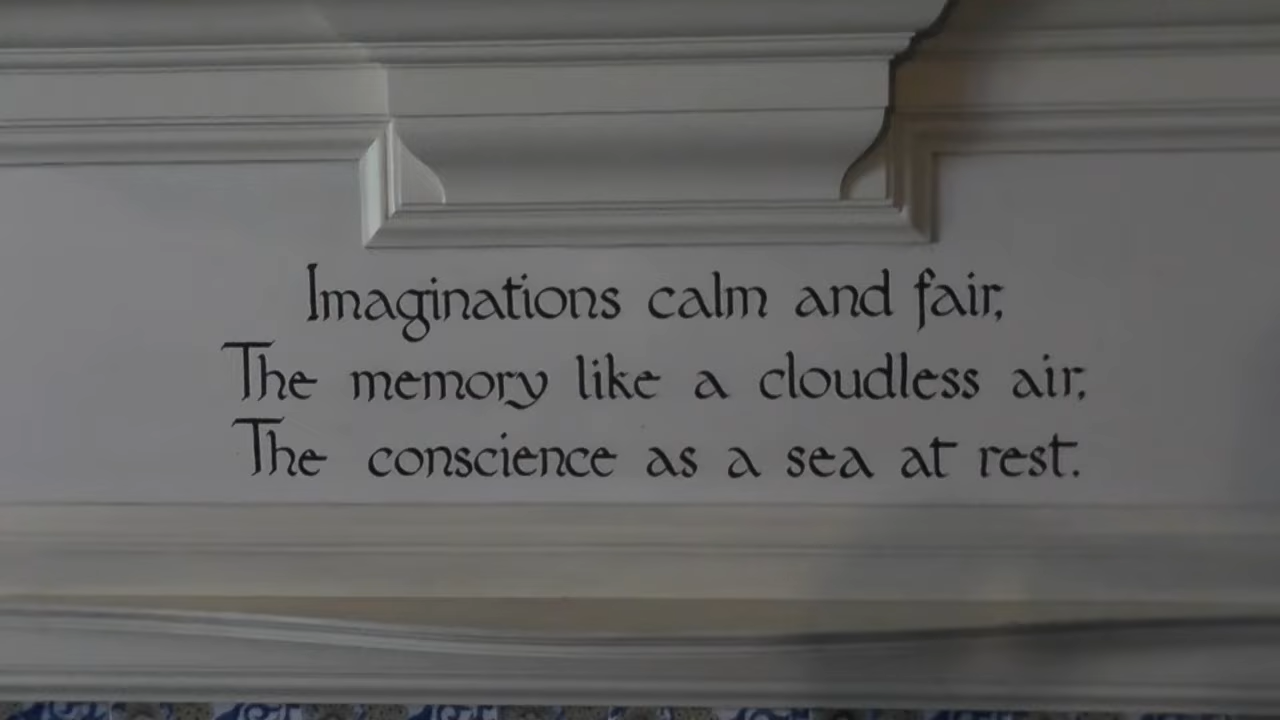 Imaginations calm and fair,
The memory like a cloudless air,
The conscience as a sea at rest.